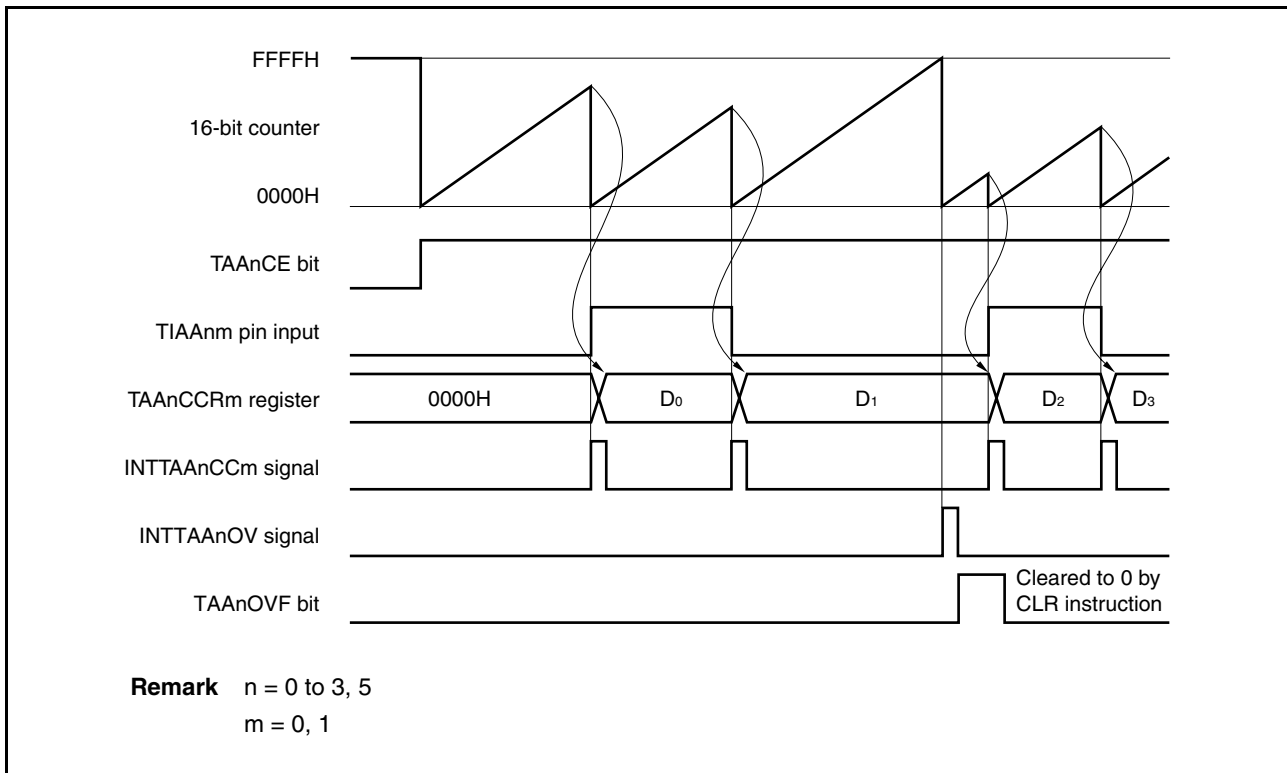 FFFFH
16-bit counter
0000H
TAAnCE bit
TIAAnm pin input
TAAnCCRm register
0000H
D0
D1
D2
D3
INTTAAnCCm signal
INTTAAnOV signal
TAAnOVF bit
Cleared to 0 by
CLR instruction
Remark n = 0 to 3, 5
m = 0, 1